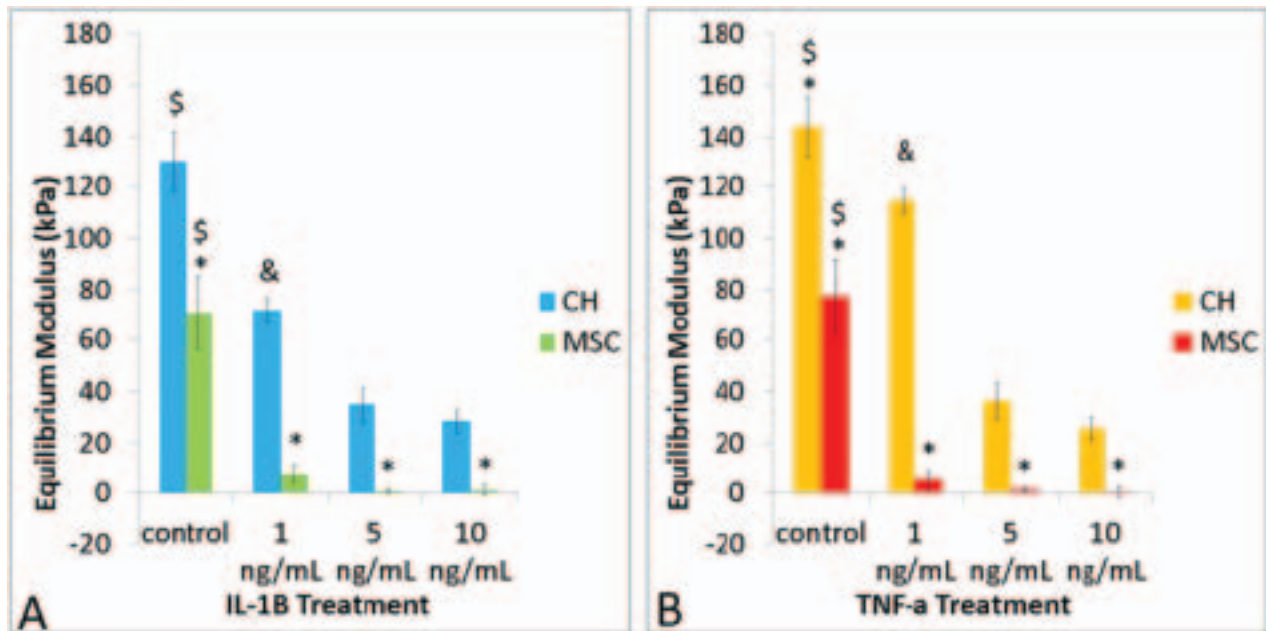 180
160
140
120
100
80
60
40
20
0
-20
Equilibrium Modulus (kPa)
$
$
*
&
*
*
*
CH
MSC
control 1 5 10
ng/mL ng/mL ng/mL
IL-1B Treatment
A
180
160
140
120
100
80
60
40
20
0
-20
Equilibrium Modulus (kPa)
$
*
$
*
&
*
*
*
CH
MSC
control 1 5 10
ng/mL ng/mL ng/mL
TNF-a Treatment
B